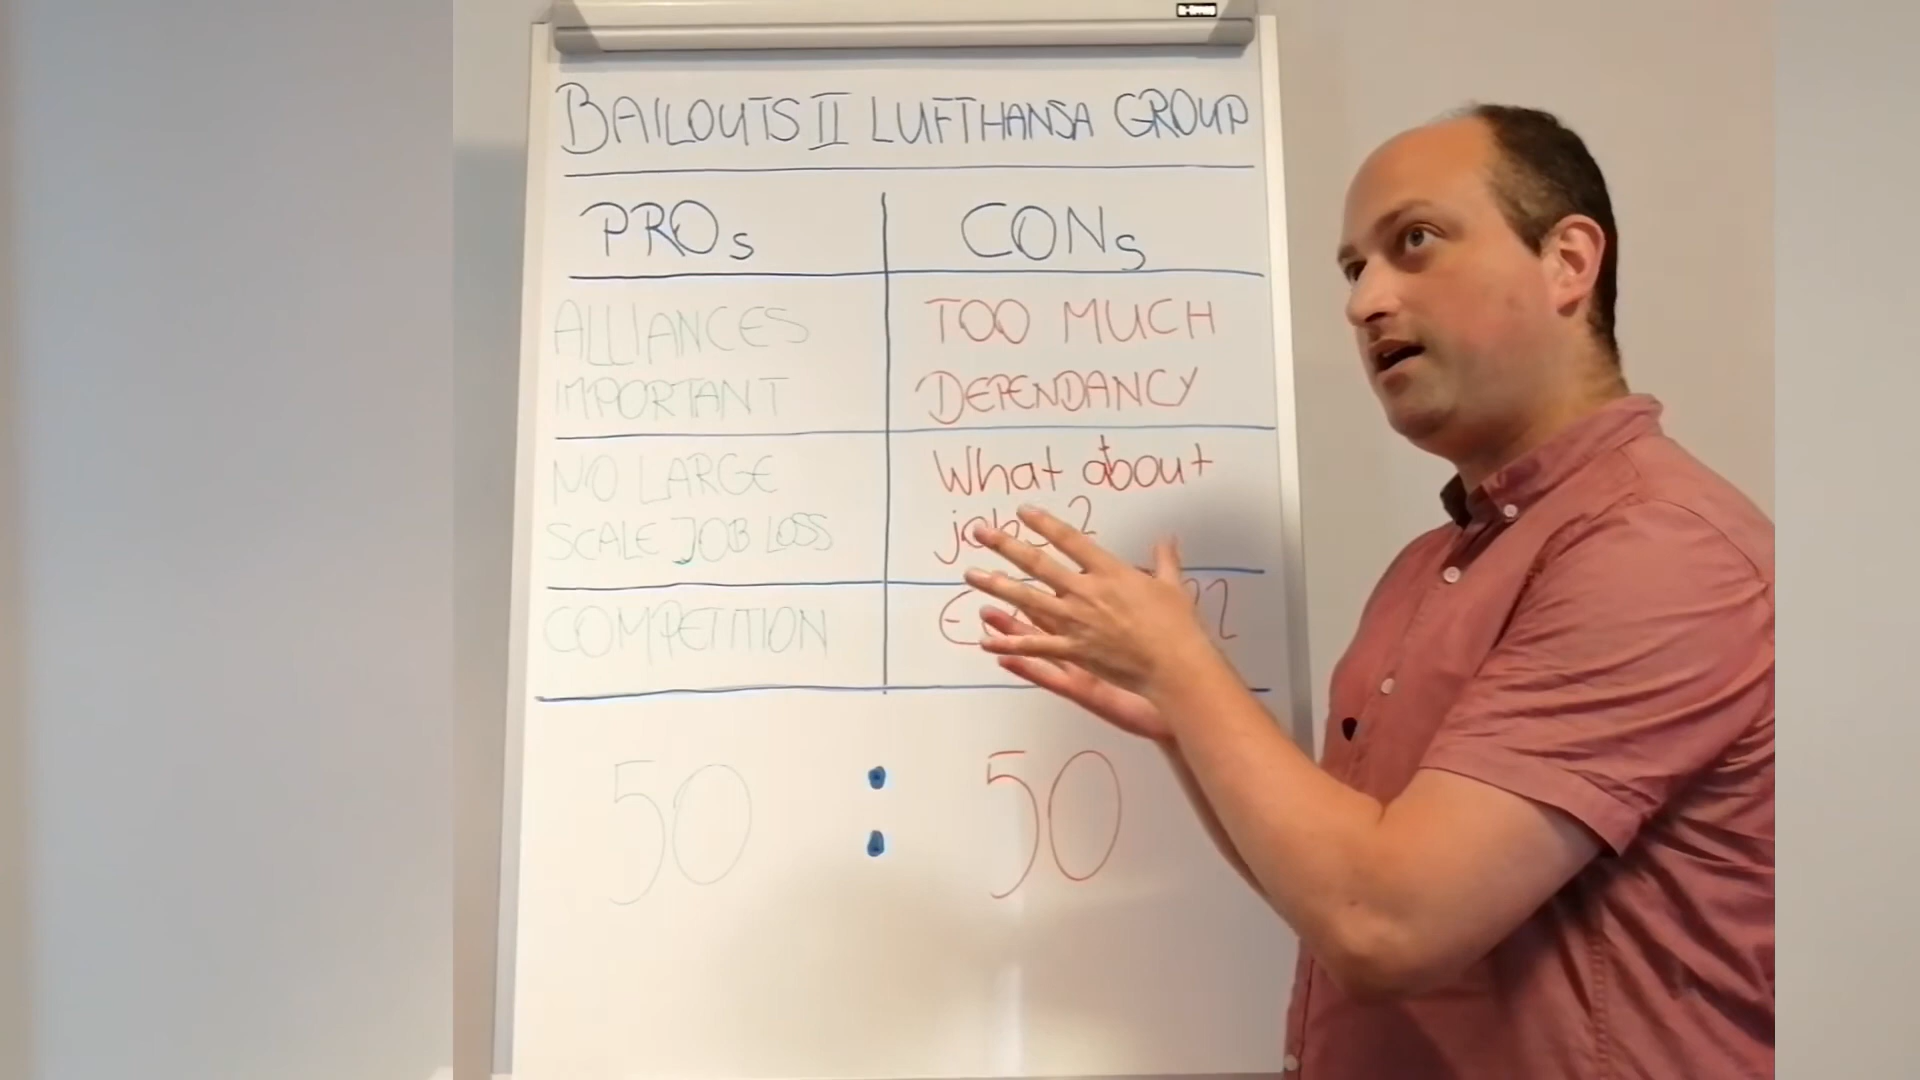 BAILOUTS II LUFTHANSA GROUP
PROs
CONs
ALLIANCES
IMPORTANT
TOO MUCH
DEPENDANCY
NO LARGE
SCALE JOB LOSS
What about
jobs?
COMPETITION
50 : 50